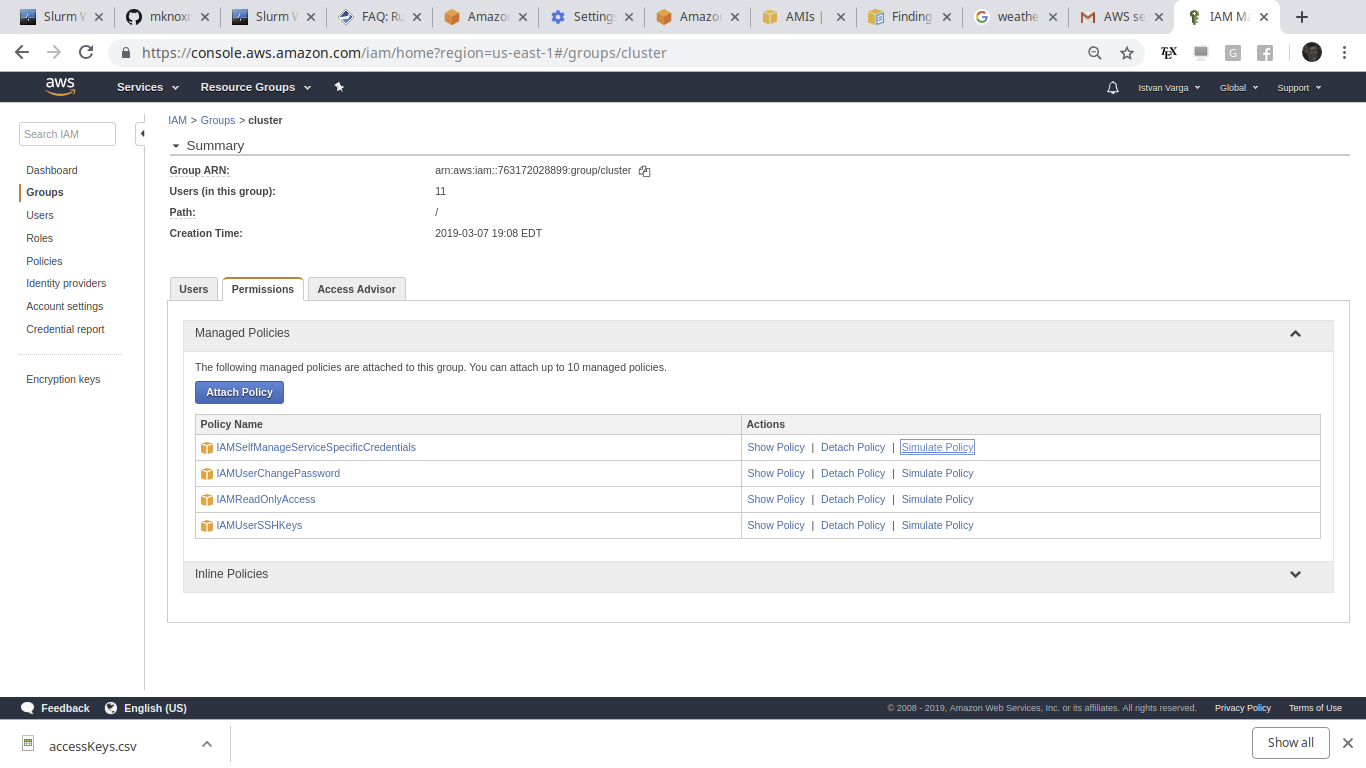 Slurm W
mknoxn
Slurm W
FAQ: Ru
Amazon
Settings
Amazon
AMIs |
Finding
weathe
AWS se
IAM Ma
https://console.aws.amazon.com/iam/home?region=us-east-1#/groups/cluster
TEX
G
f
aws Services Resource Groups Istvan Varga Global Support
Search IAM
Dashboard
Groups
Users
Roles
Policies
Identity providers
Account settings
Credential report
Encryption keys
IAM > Groups > cluster
Summary
Group ARN: arn:aws:iam::763172028899:group/cluster
Users (in this group): 11
Path: /
Creation Time: 2019-03-07 19:08 EDT
Users Permissions Access Advisor
Managed Policies
The following managed policies are attached to this group. You can attach up to 10 managed policies.
Attach Policy
Policy Name Actions
IAMSelfManageServiceSpecificCredentials Show Policy | Detach Policy | Simulate Policy
IAMUserChangePassword Show Policy | Detach Policy | Simulate Policy
IAMReadOnlyAccess Show Policy | Detach Policy | Simulate Policy
IAMUserSSHKeys Show Policy | Detach Policy | Simulate Policy
Inline Policies
Feedback English (US) © 2008 - 2019, Amazon Web Services, Inc. or its affiliates. All rights reserved. Privacy Policy Terms of Use
accessKeys.csv Show all